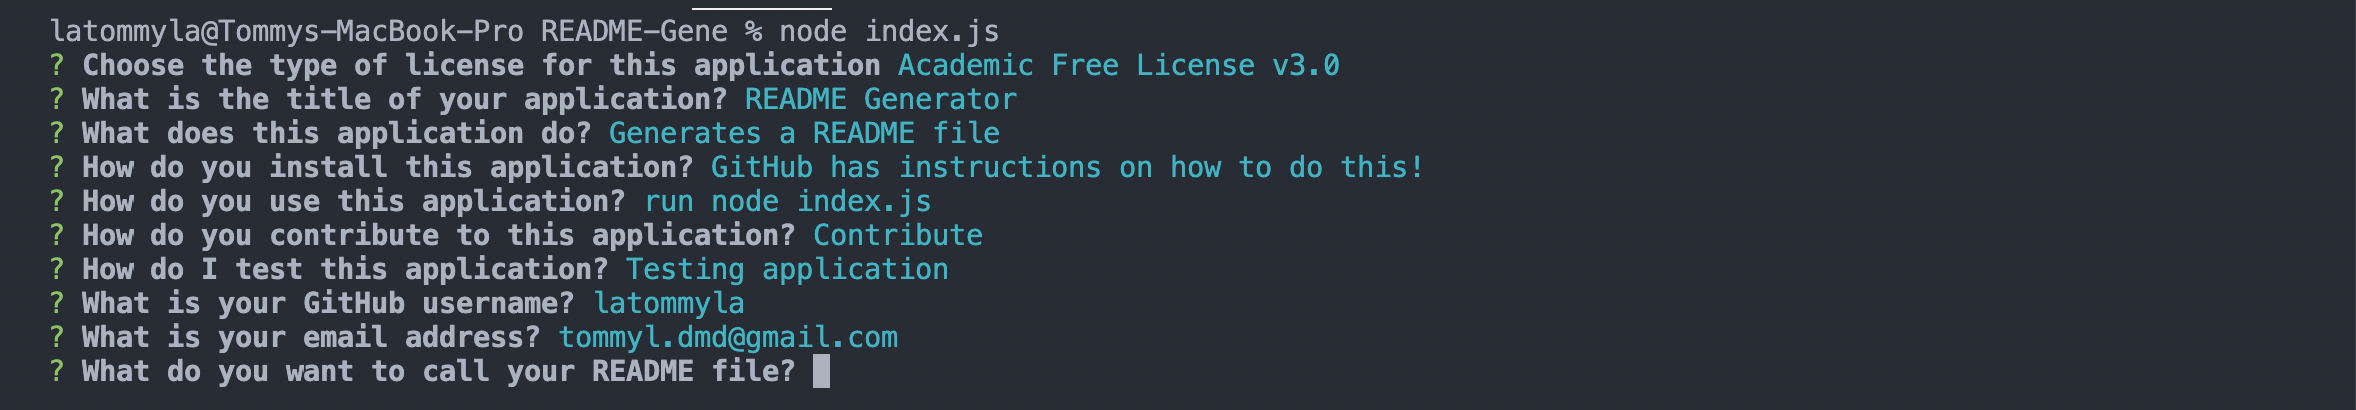 latommyla@Tommys-MacBook-Pro README-Gene % node index.js
? Choose the type of license for this application Academic Free License v3.0
? What is the title of your application? README Generator
? What does this application do? Generates a README file
? How do you install this application? GitHub has instructions on how to do this!
? How do you use this application? run node index.js
? How do you contribute to this application? Contribute
? How do I test this application? Testing application
? What is your GitHub username? latommyla
? What is your email address? tommyl.dmd@gmail.com
? What do you want to call your README file?